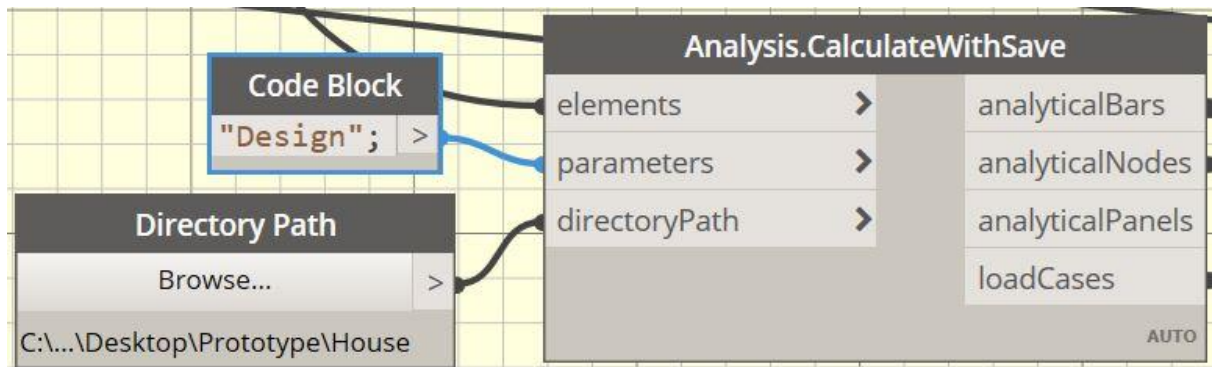 Analysis.CalculateWithSave
Code Block
"Design"; >
elements >
parameters >
directoryPath >
analyticalBars
analyticalNodes
analyticalPanels
loadCases
AUTO
Directory Path
Browse... >
C:\...\Desktop\Prototype\House